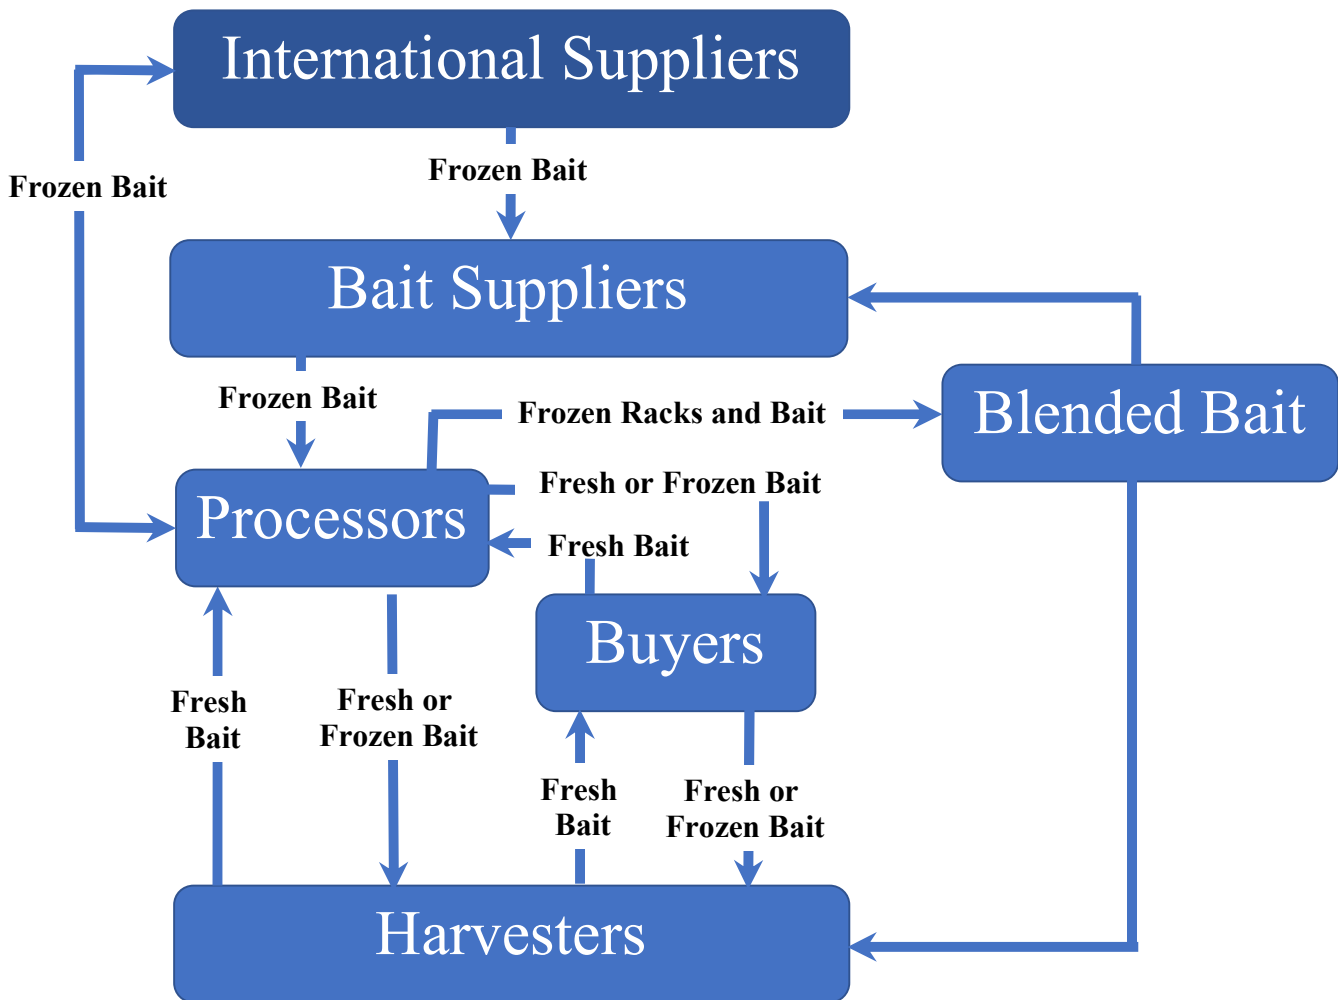 International Suppliers
Frozen Bait
Frozen Bait
Bait Suppliers
Frozen Bait
Frozen Racks and Bait
Blended Bait
Fresh or Frozen Bait
Processors
Fresh Bait
Buyers
Fresh
Bait
Fresh or
Frozen Bait
Fresh
Bait
Fresh or
Frozen Bait
Harvesters